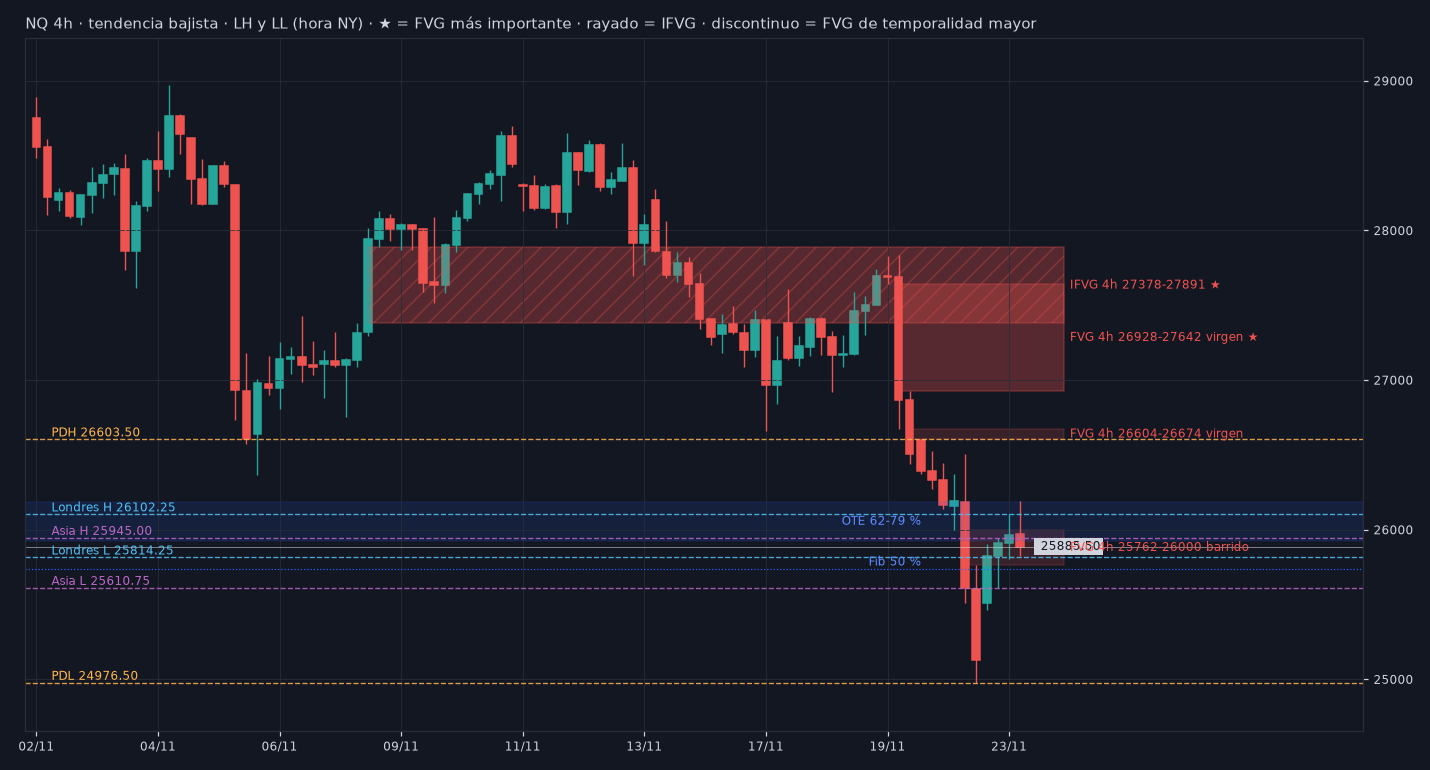 NQ 4h · tendencia bajista · LH y LL (hora NY) · ★ = FVG más importante · rayado = IFVG · discontinuo = FVG de temporalidad mayor
29000
28000
IFVG 4h 27378-27891 ★
FVG 4h 26928-27642 virgen ★
27000
PDH 26603.50
FVG 4h 26604-26674 virgen
Londres H 26102.25
OTE 62-79 %
Asia H 25945.00
26000
Londres L 25814.25
25885.50
FVG 4h 25762-26000 barrido
Fib 50 %
Asia L 25610.75
PDL 24976.50
25000
02/11 04/11 06/11 09/11 11/11 13/11 17/11 19/11 23/11